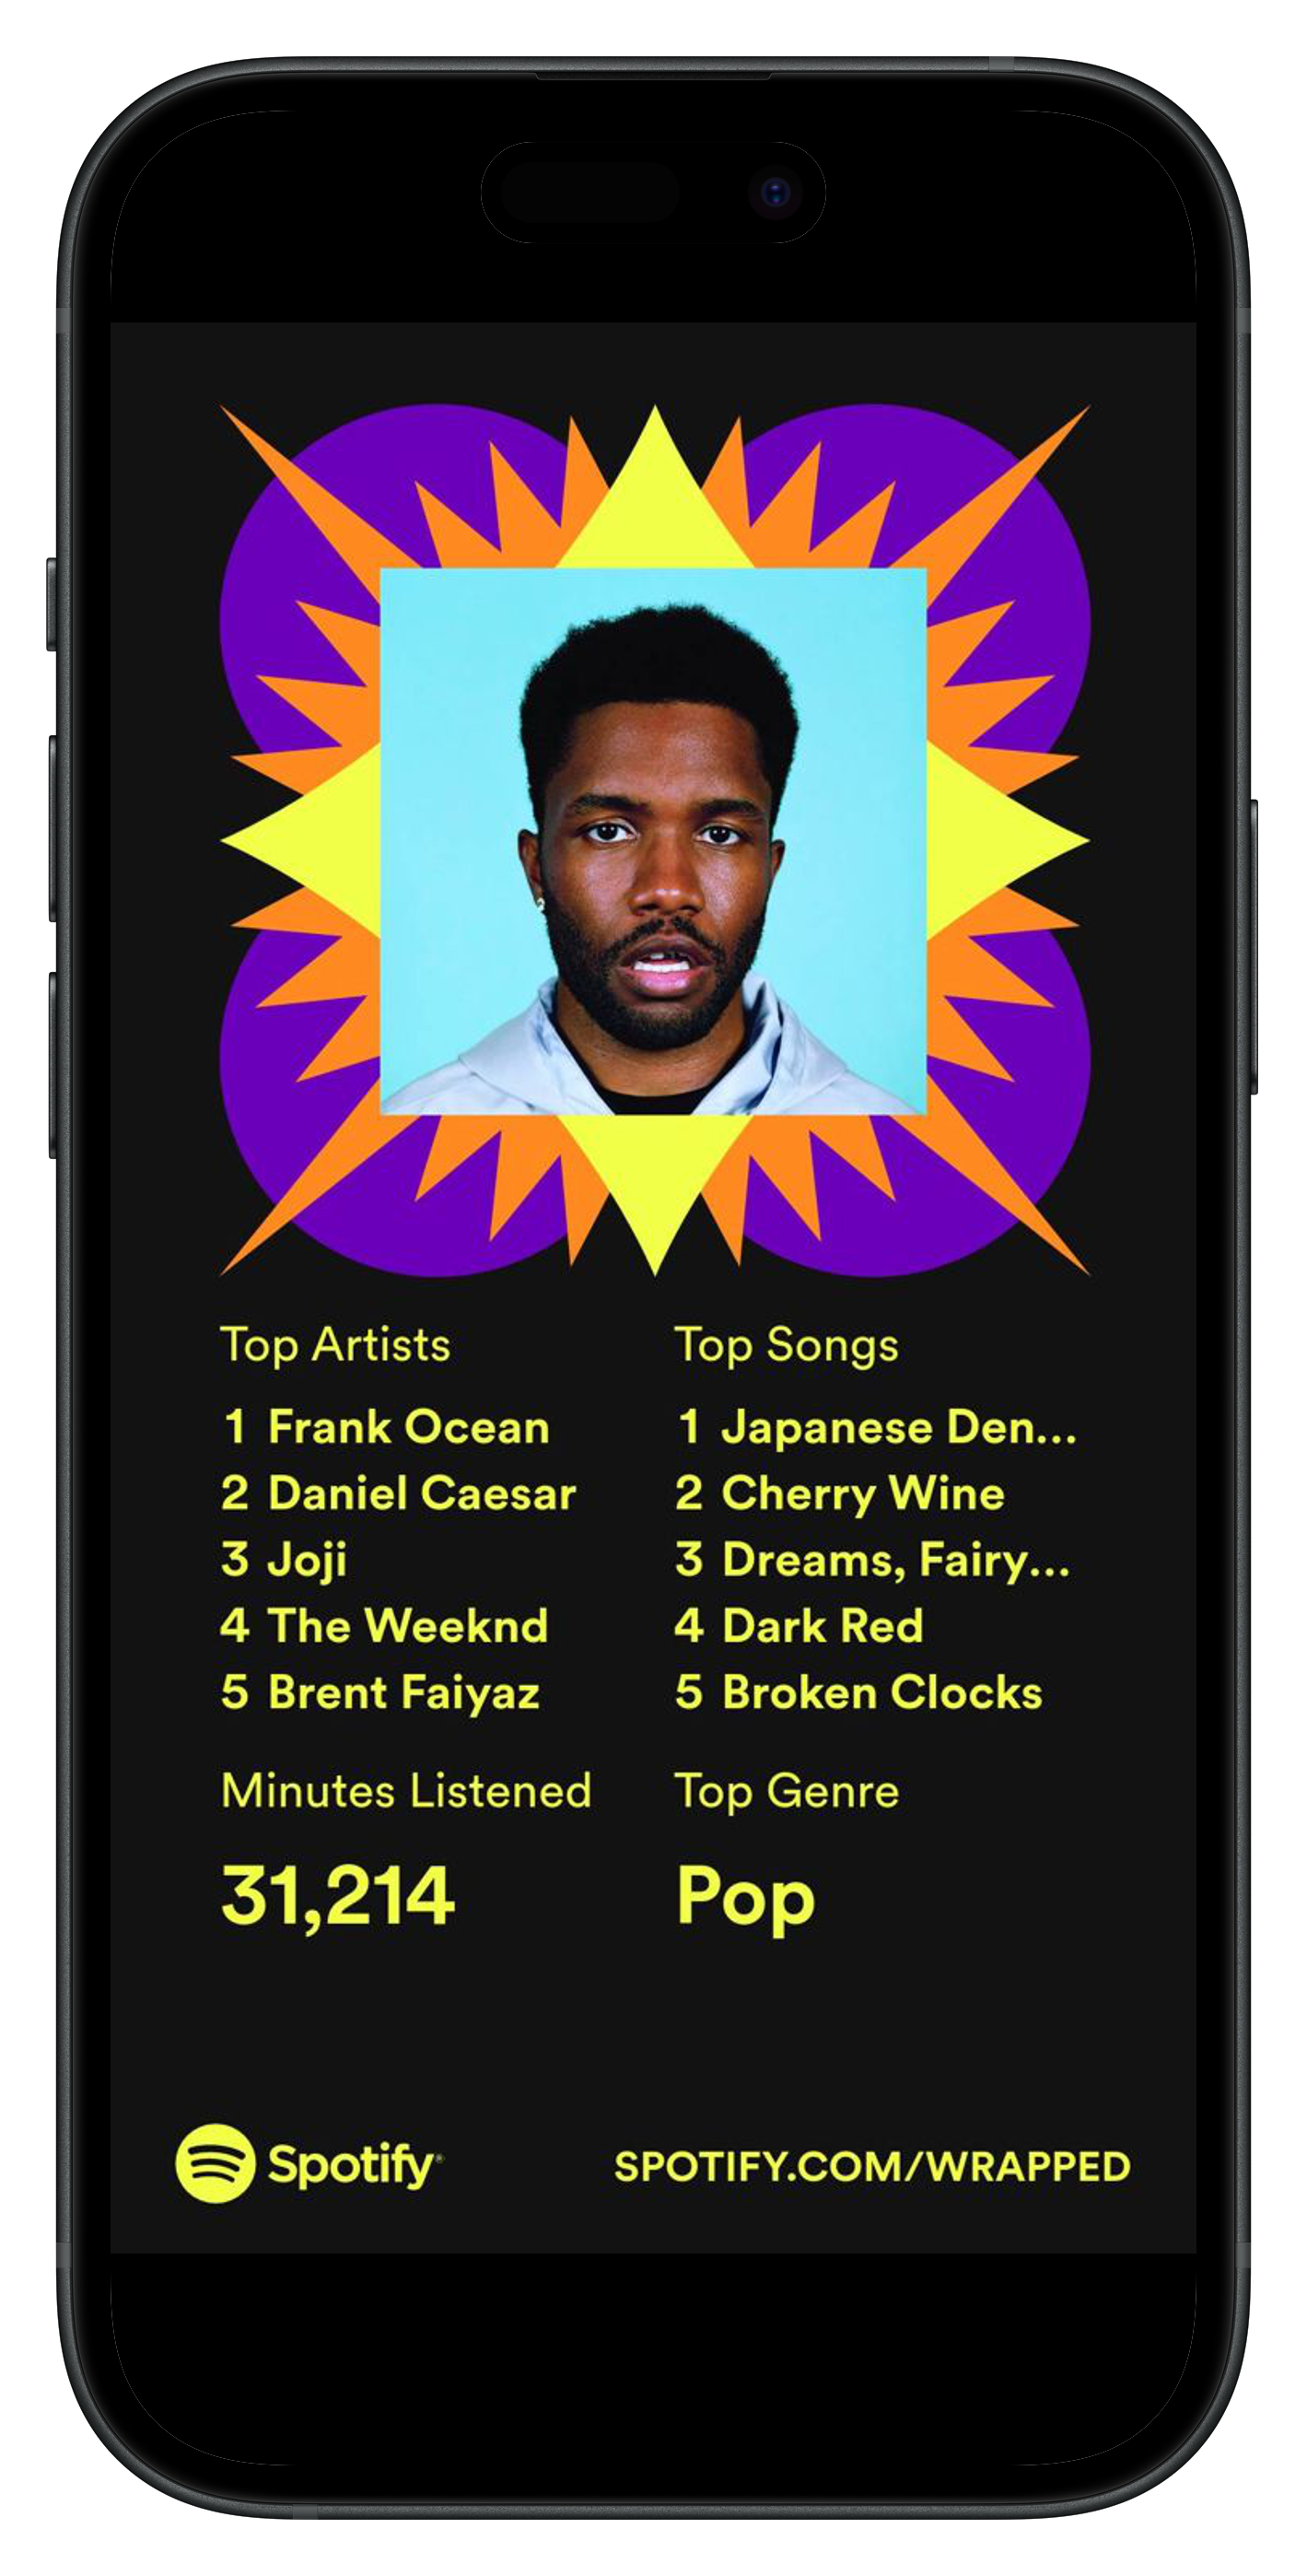 Top Artists
1 Frank Ocean
2 Daniel Caesar
3 Joji
4 The Weeknd
5 Brent Faiyaz
Top Songs
1 Japanese Den...
2 Cherry Wine
3 Dreams, Fairy...
4 Dark Red
5 Broken Clocks
Minutes Listened
31,214
Top Genre
Pop
Spotify®
SPOTIFY.COM/WRAPPED